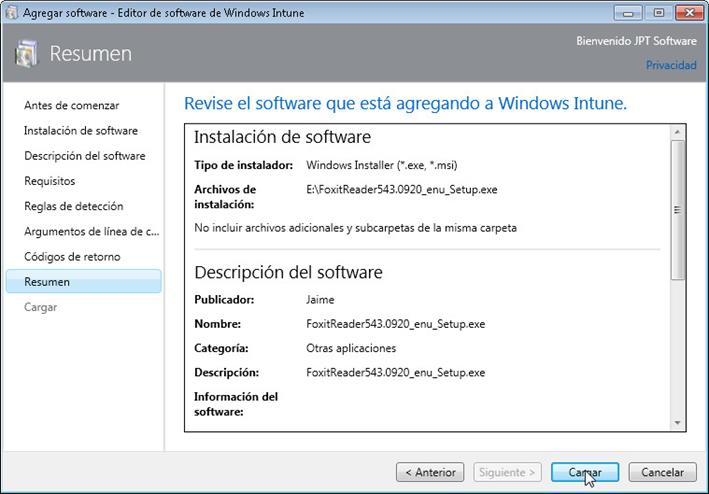 Agregar software - Editor de software de Windows Intune
Resumen
Bienvenido JPT Software
Privacidad
Antes de comenzar
Instalación de software
Descripción del software
Requisitos
Reglas de detección
Argumentos de línea de c...
Códigos de retorno
Resumen
Cargar
Revise el software que está agregando a Windows Intune.
Instalación de software
Tipo de instalador: Windows Installer (*.exe, *.msi)
Archivos de instalación: E:\FoxitReader543.0920_enu_Setup.exe
No incluir archivos adicionales y subcarpetas de la misma carpeta
Descripción del software
Publicador: Jaime
Nombre: FoxitReader543.0920_enu_Setup.exe
Categoría: Otras aplicaciones
Descripción: FoxitReader543.0920_enu_Setup.exe
Información del
software:
< Anterior Siguiente > Cargar Cancelar